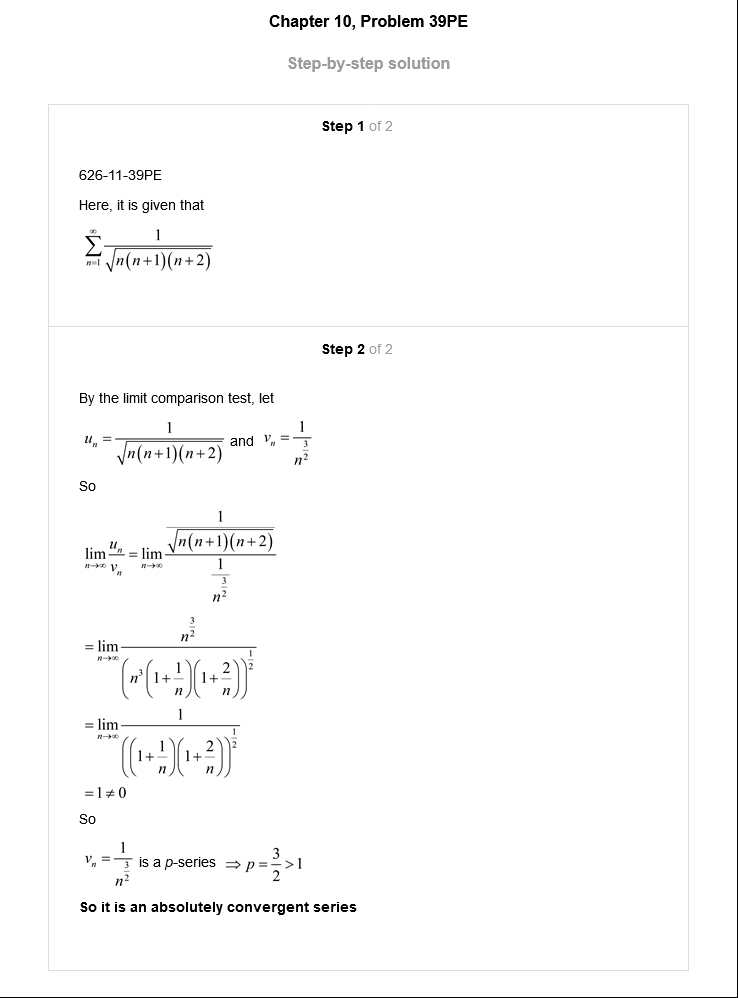 Chapter 10, Problem 39PE
Step-by-step solution
Step 1 of 2
626-11-39PE
Here, it is given that
$\sum_{n=1}^{\infty} \frac{1}{\sqrt{n(n+1)(n+2)}}$
Step 2 of 2
By the limit comparison test, let
$u_n = \frac{1}{\sqrt{n(n+1)(n+2)}}$ and $v_n = \frac{1}{n^{\frac{3}{2}}}$
So
$\lim_{n \to \infty} \frac{u_n}{v_n} = \lim_{n \to \infty} \frac{\frac{1}{\sqrt{n(n+1)(n+2)}}}{\frac{1}{n^{\frac{3}{2}}}}$
$= \lim_{n \to \infty} \frac{n^{\frac{3}{2}}}{\left(n^3\left(1+\frac{1}{n}\right)\left(1+\frac{2}{n}\right)\right)^{\frac{1}{2}}}$
$= \lim_{n \to \infty} \frac{1}{\left(\left(1+\frac{1}{n}\right)\left(1+\frac{2}{n}\right)\right)^{\frac{1}{2}}}$
$= 1 \neq 0$
So
$v_n = \frac{1}{n^{\frac{3}{2}}}$ is a p-series $\Rightarrow p = \frac{3}{2} > 1$
So it is an absolutely convergent series